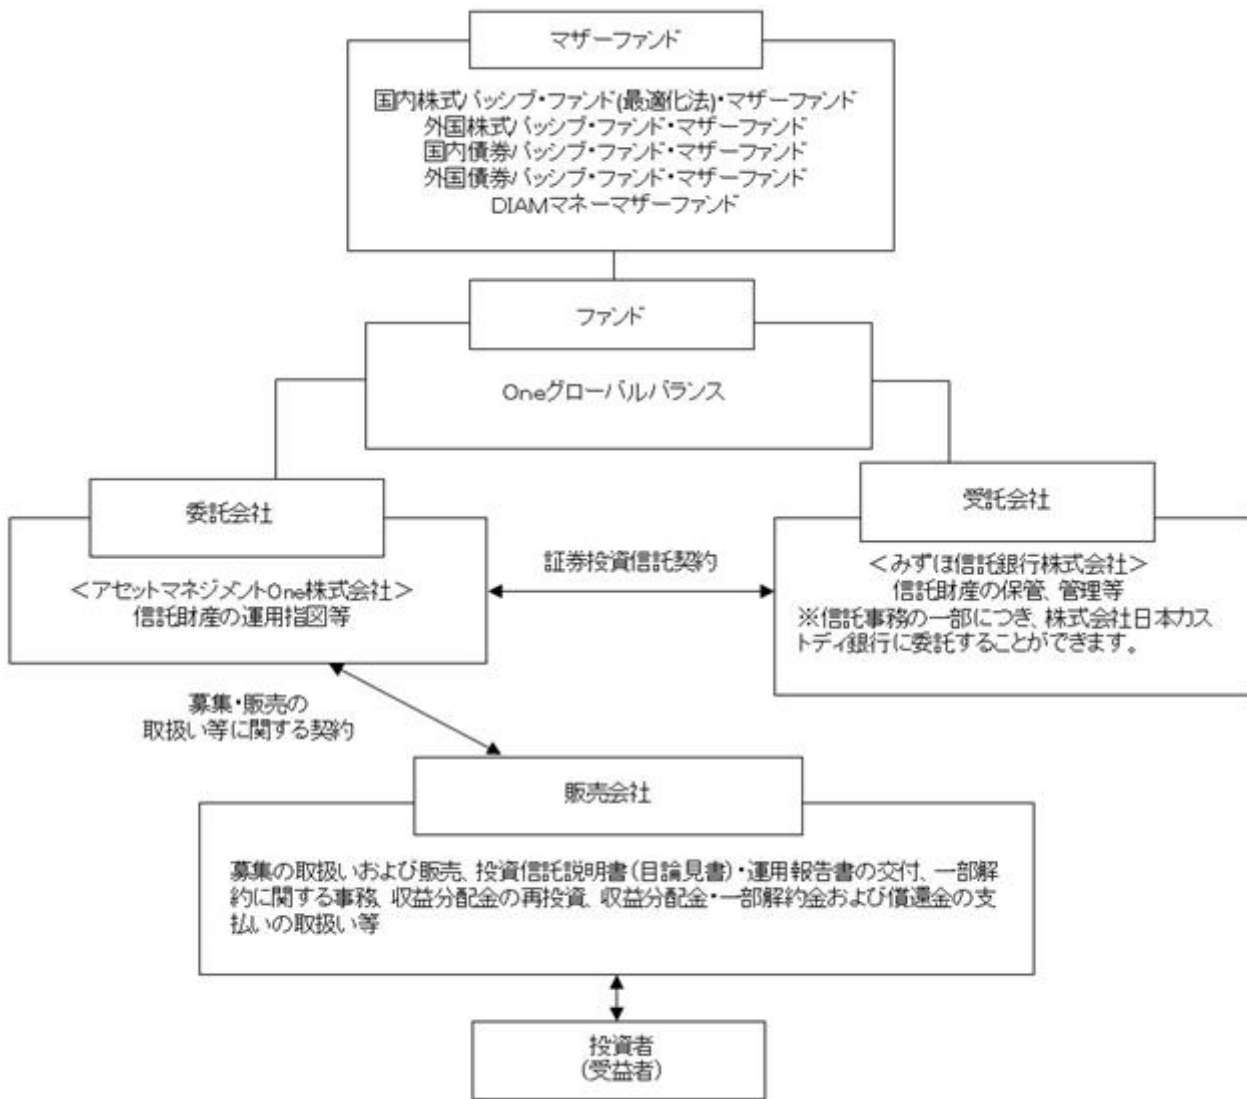 マザーファンド
国内株式パッシブ・ファンド(最適化法)・マザーファンド
外国株式パッシブ・ファンド・マザーファンド
国内債券パッシブ・ファンド・マザーファンド
外国債券パッシブ・ファンド・マザーファンド
DIAMマネーマザーファンド
ファンド
Oneグローバルバランス
委託会社
<アセットマネジメントOne株式会社>
信託財産の運用指図等
証券投資信託契約
受託会社
<みずほ信託銀行株式会社>
信託財産の保管、管理等
※信託事務の一部につき、株式会社日本カス
トディ銀行に委託することができます。
募集・販売の
取扱い等に関する契約
販売会社
募集の取扱いおよび販売、投資信託説明書(目論見書)・運用報告書の交付、一部解
約に関する事務、収益分配金の再投資、収益分配金・一部解約金および償還金の支
払いの取扱い等
投資者
(受益者)